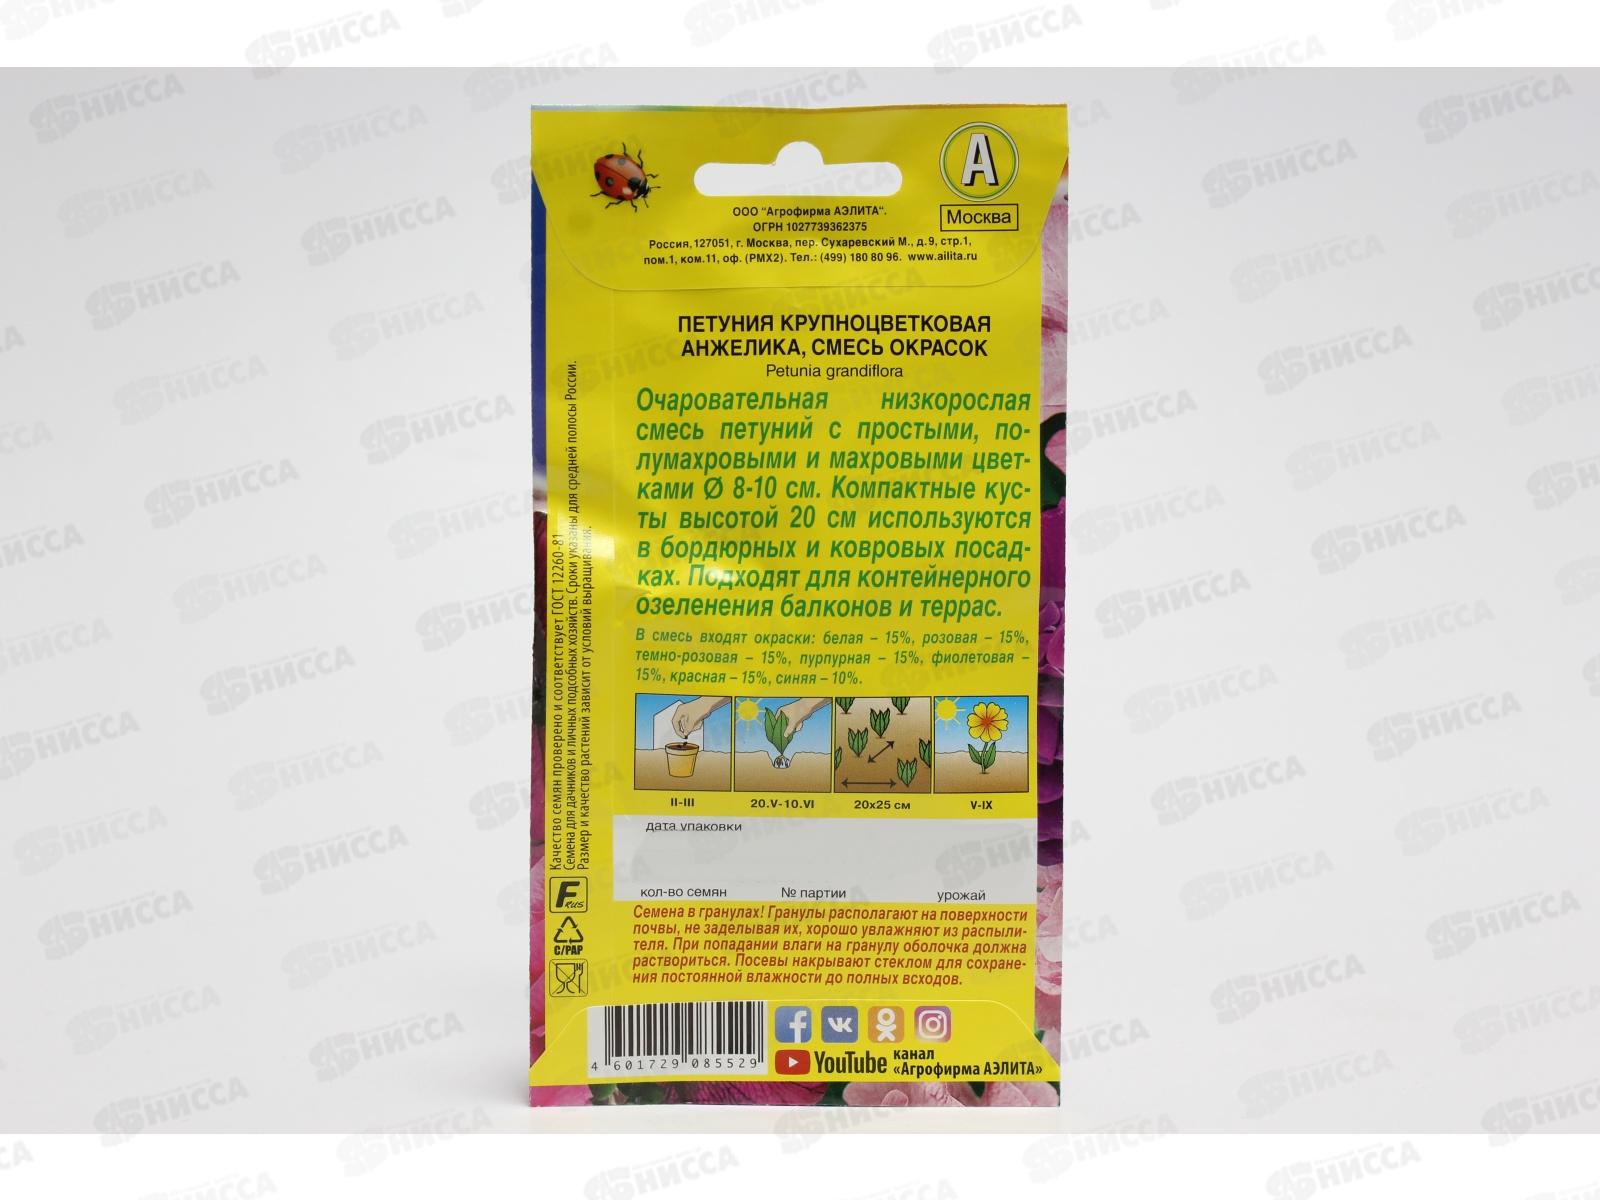 А
Москва
ООО "Агрофирма АЭЛИТА".
ОГРН 1027739362375
Россия, 127051, г. Москва, пер. Сухаревский М., д. 9, стр.1,
пом.1, ком.11, оф. (РМХ2). Тел.: (499) 180 80 96. www.ailita.ru
ПЕТУНИЯ КРУПНОЦВЕТКОВАЯ
АНЖЕЛИКА, СМЕСЬ ОКРАСОК
Petunia grandiflora
Очаровательная низкорослая
смесь петуний с простыми, по-
лумахровыми и махровыми цвет-
ками Ø 8-10 см. Компактные кус-
ты высотой 20 см используются
в бордюрных и ковровых посад-
ках. Подходят для контейнерного
озеленения балконов и террас.
В смесь входят окраски: белая – 15%, розовая – 15%,
темно-розовая – 15%, пурпурная – 15%, фиолетовая –
15%, красная – 15%, синяя – 10%.
II-III 20.V-10.VI 20x25 см V-IX
дата упаковки
кол-во семян № партии урожай
Семена в гранулах! Гранулы располагают на поверхности
почвы, не заделывая их, хорошо увлажняют из распыли-
теля. При попадании влаги на гранулу оболочка должна
раствориться. Посевы накрывают стеклом для сохране-
ния постоянной влажности до полных всходов.
Качество семян проверено и соответствует ГОСТ 12260-81
Семена для дачников и личных подсобных хозяйств. Сроки указаны для средней полосы России.
Размер и качество растений зависит от условий выращивания.
F RUS
C/PAP
4 601729 085529
YouTube канал
«Агрофирма АЭЛИТА»
НИССА